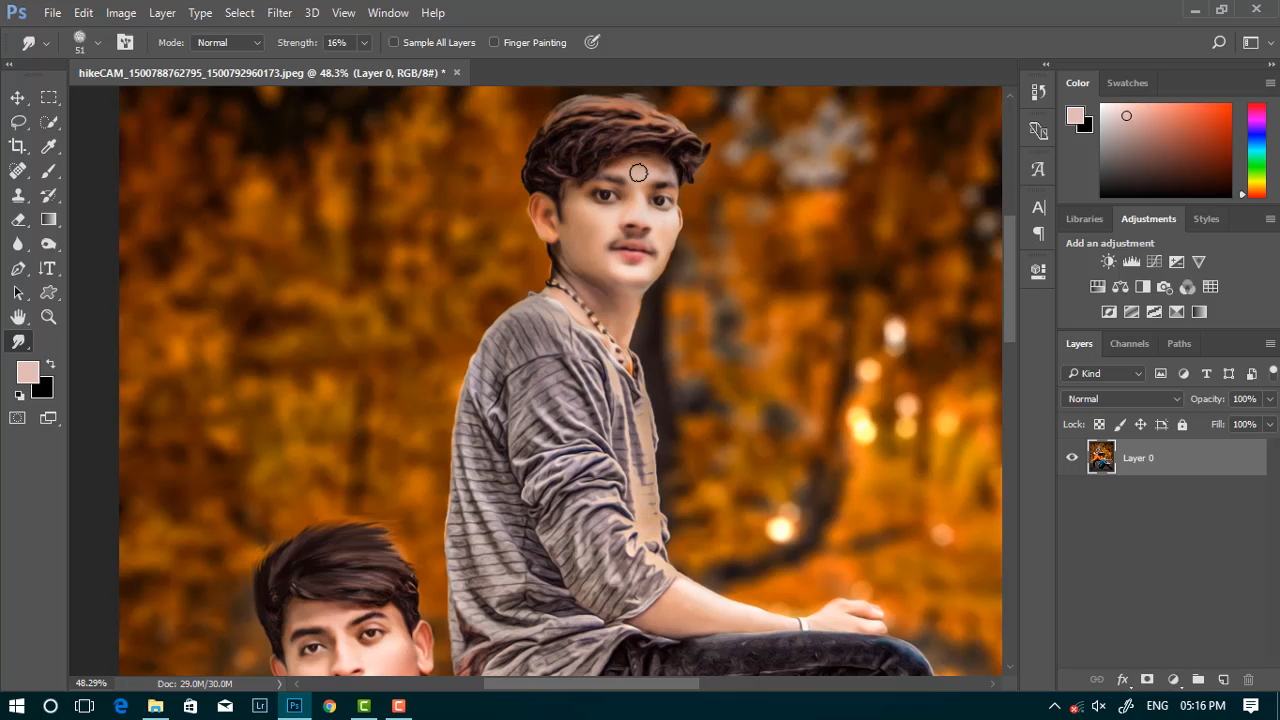 Ps File Edit Image Layer Type Select Filter 3D View Window Help
51 Mode: Normal Strength: 16% Sample All Layers Finger Painting
hikeCAM_1500788762795_1500792960173.jpeg @ 48.3% (Layer 0, RGB/8#) * ×
Color Swatches
Libraries Adjustments Styles
Add an adjustment
Layers Channels Paths
Kind
Normal Opacity: 100%
Lock: Fill: 100%
Layer 0
48.29% Doc: 29.0M/30.0M
Lr Ps ENG 05:16 PM